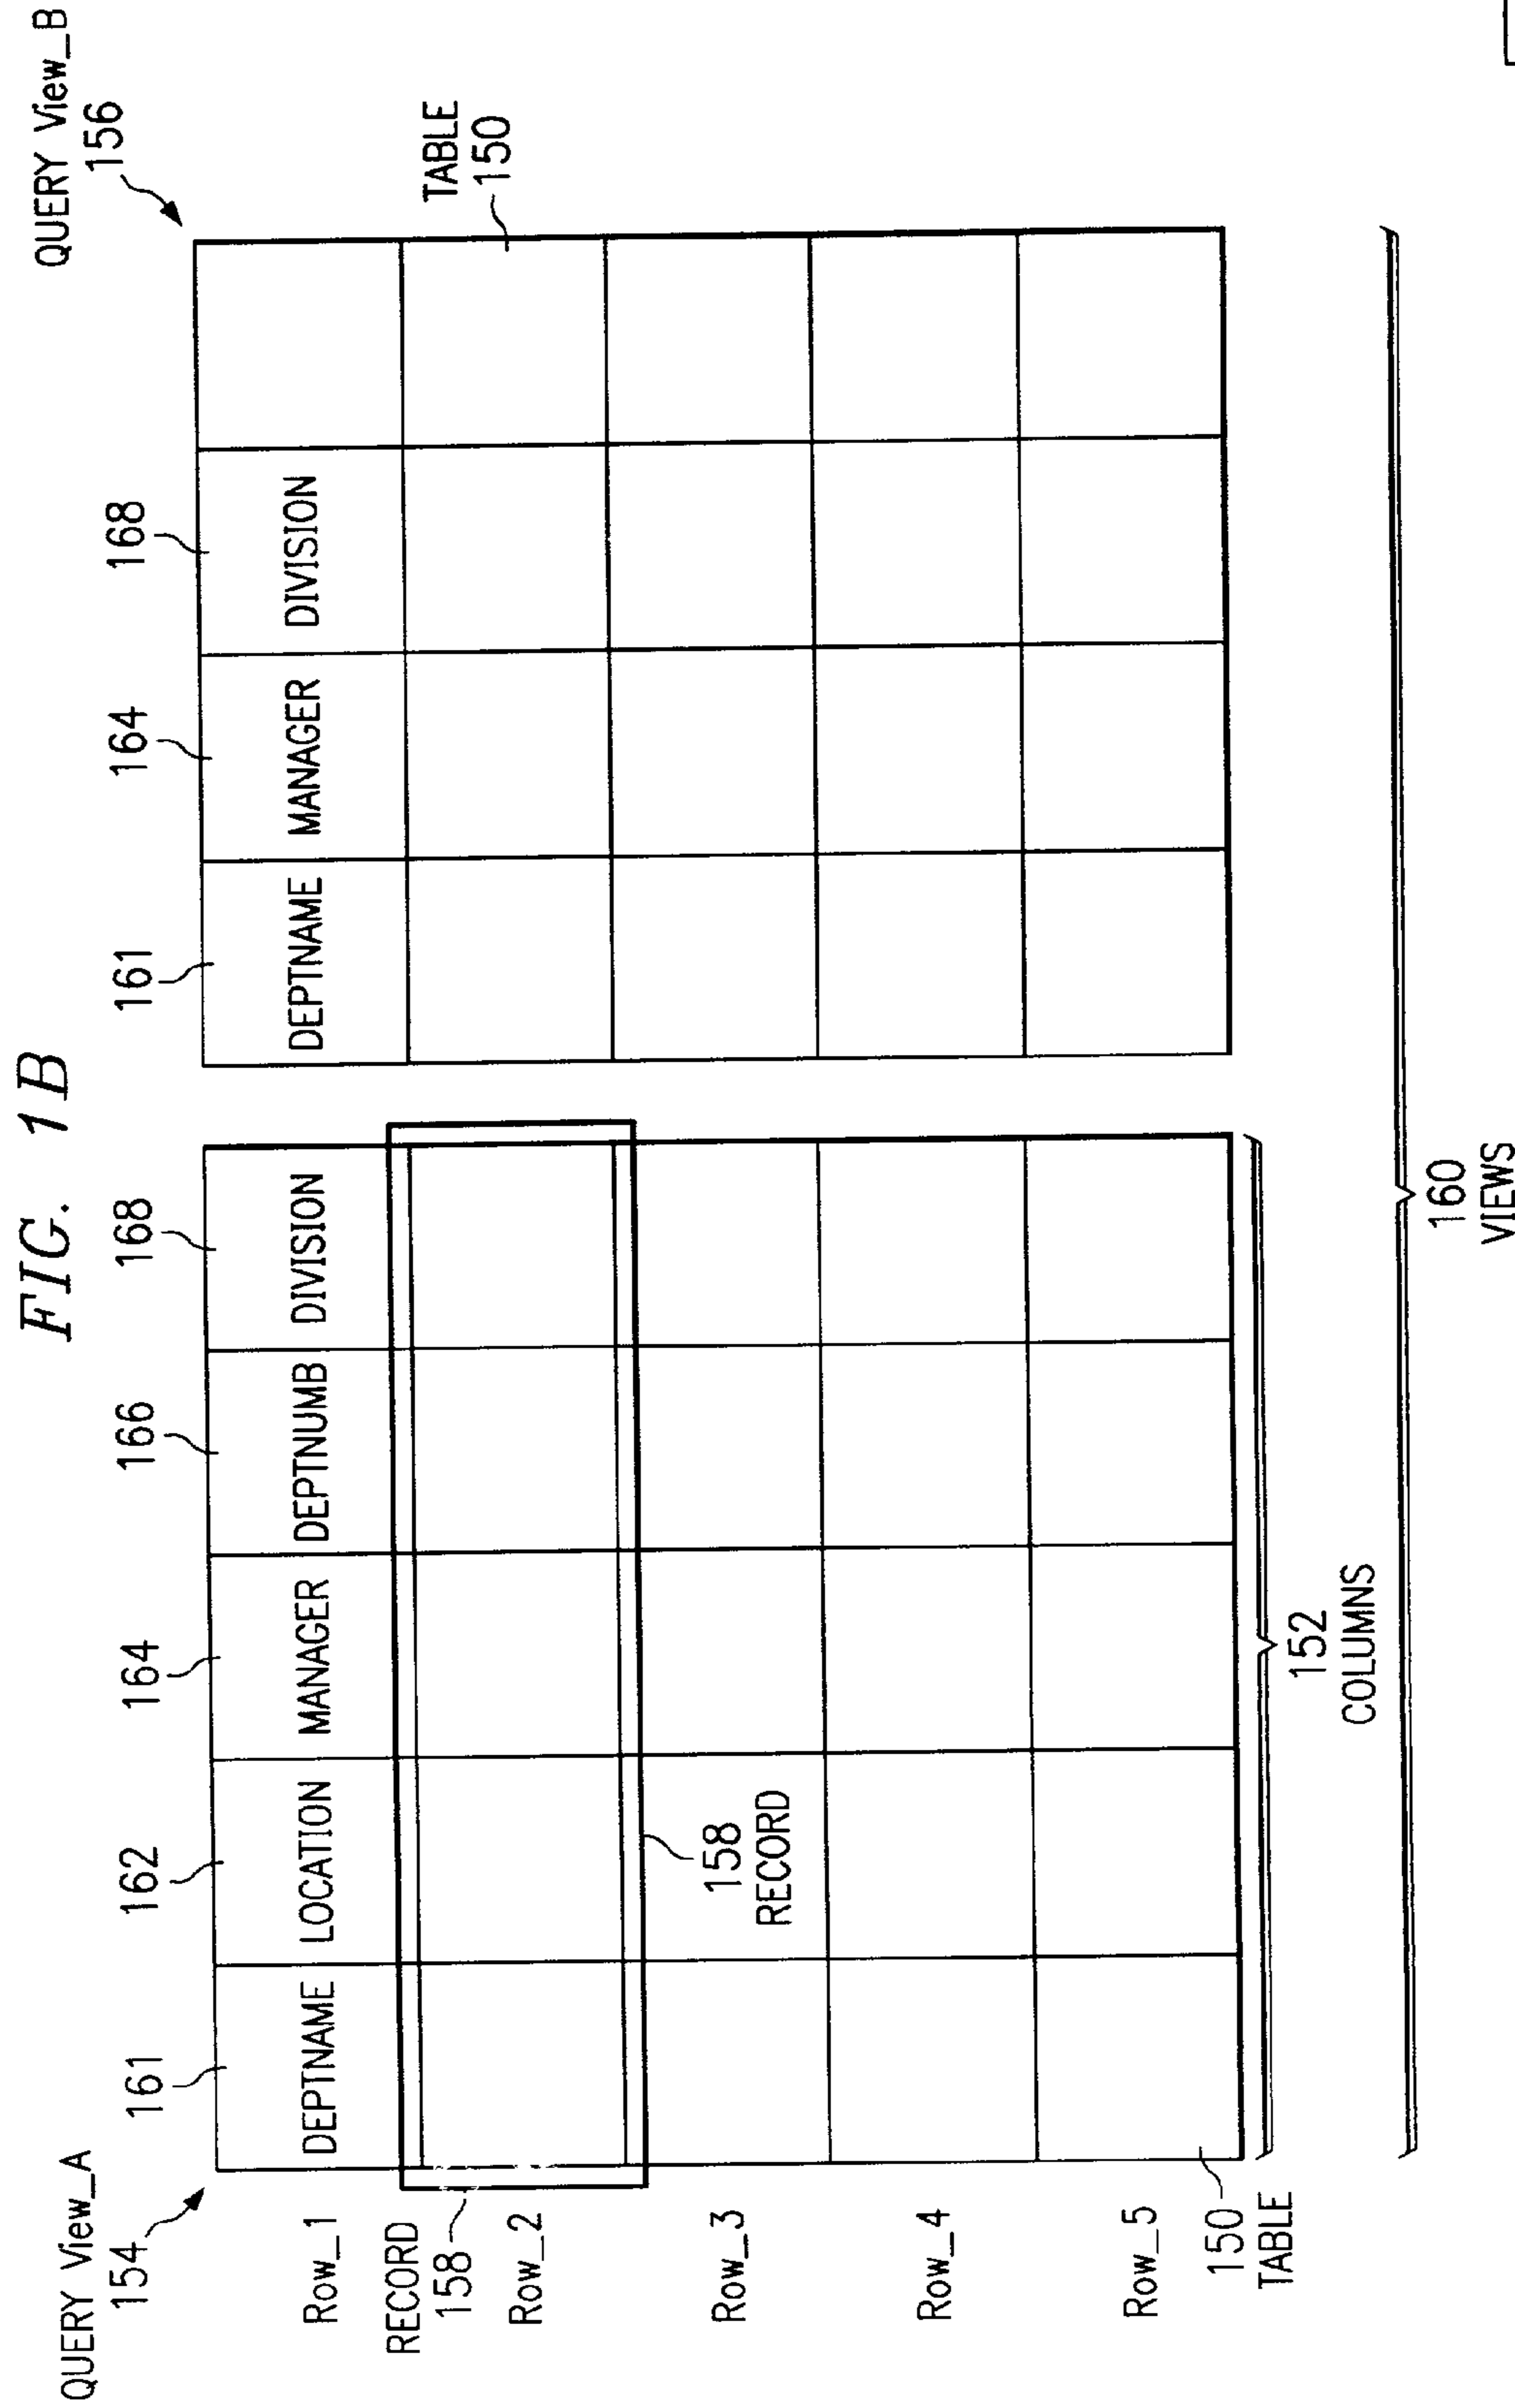 FIG. 1B
QUERY View_A
154
161
162
164
166
168
DEPTNAME
LOCATION
MANAGER
DEPTNUMB
DIVISION
Row_1
RECORD
158
Row_2
158
RECORD
Row_3
Row_4
Row_5
150
TABLE
152
COLUMNS
QUERY View_B
156
161
164
168
DEPTNAME
MANAGER
DIVISION
TABLE
150
160
VIEWS